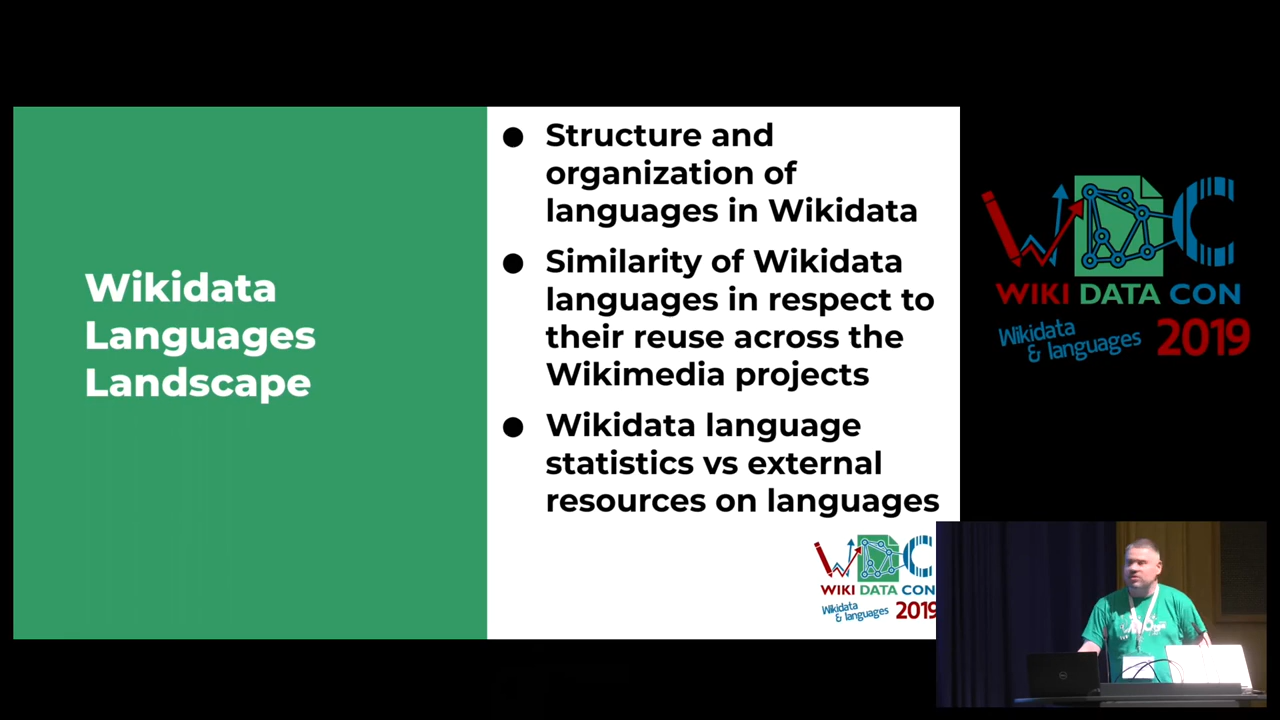 Wikidata
Languages
Landscape
● Structure and
organization of
languages in Wikidata
● Similarity of Wikidata
languages in respect to
their reuse across the
Wikimedia projects
● Wikidata language
statistics vs external
resources on languages
WIKI DATA CON
Wikidata
& languages 2019
WDC
WIKI DATA CON
Wikidata
& languages 2019